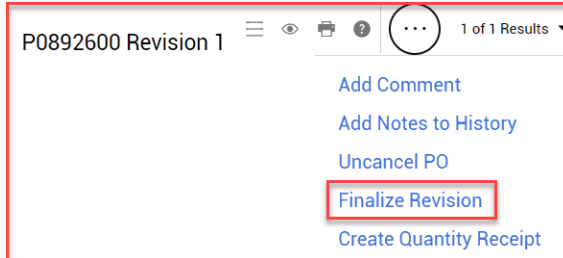 P0892600 Revision 1
? ... 1 of 1 Results
Add Comment
Add Notes to History
Uncancel PO
Finalize Revision
Create Quantity Receipt